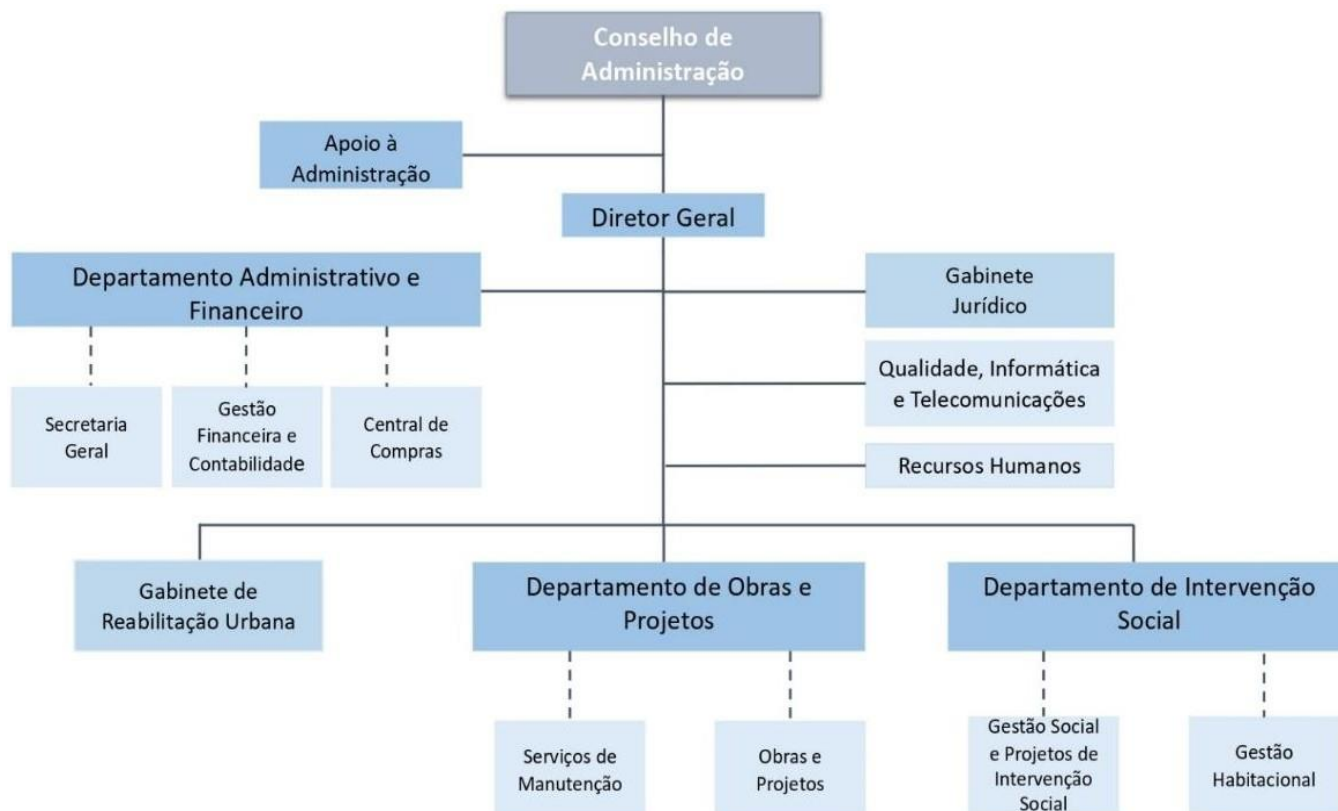 Conselho de
Administração
Apoio à
Administração
Diretor Geral
Departamento Administrativo e
Financeiro
Gabinete
Jurídico
Qualidade, Informática
e Telecomunicações
Secretaria
Geral
Gestão
Financeira e
Contabilidade
Central de
Compras
Recursos Humanos
Gabinete de
Reabilitação Urbana
Departamento de Obras e
Projetos
Departamento de Intervenção
Social
Serviços de
Manutenção
Obras e
Projetos
Gestão Social
e Projetos de
Intervenção
Social
Gestão
Habitacional